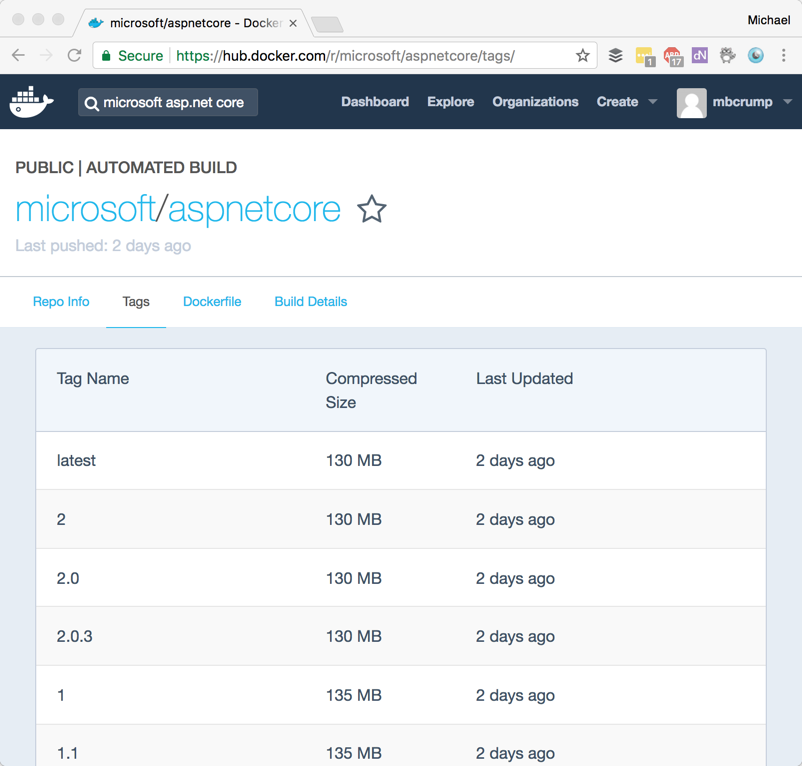 microsoft/aspnetcore - Docker
Michael
Secure https://hub.docker.com/r/microsoft/aspnetcore/tags/
1
ABP
17
dN
microsoft asp.net core
Dashboard Explore Organizations Create mbcrump
PUBLIC | AUTOMATED BUILD
microsoft/aspnetcore
Last pushed: 2 days ago
Repo Info Tags Dockerfile Build Details
Tag Name Compressed Size Last Updated
latest 130 MB 2 days ago
2 130 MB 2 days ago
2.0 130 MB 2 days ago
2.0.3 130 MB 2 days ago
1 135 MB 2 days ago
1.1 135 MB 2 days ago